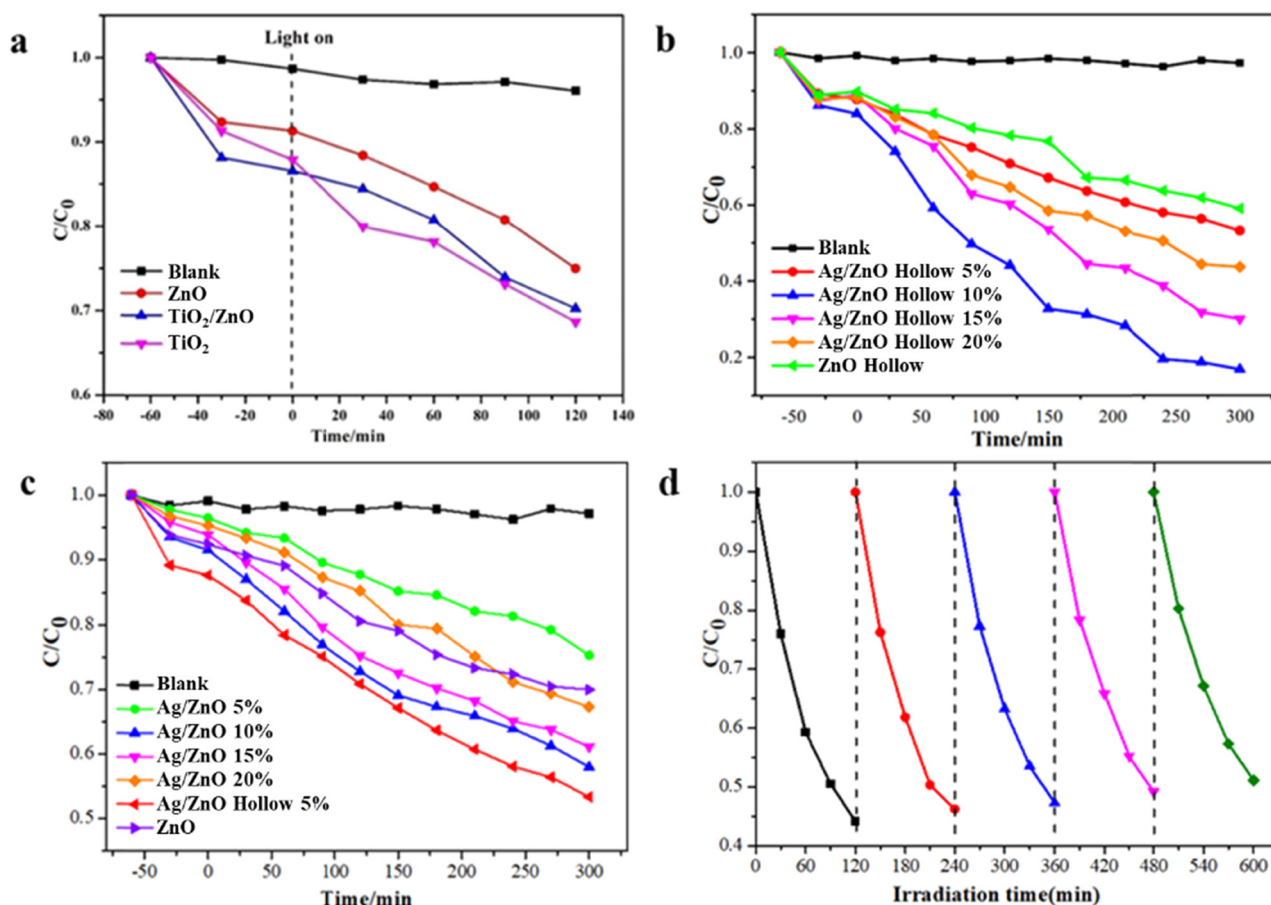 a
Light on
1.0
0.9
0.8
0.7
0.6
C/C0
Blank
ZnO
TiO2/ZnO
TiO2
-80 -60 -40 -20 0 20 40 60 80 100 120 140
Time/min
b
1.0
0.8
0.6
0.4
0.2
C/C0
Blank
Ag/ZnO Hollow 5%
Ag/ZnO Hollow 10%
Ag/ZnO Hollow 15%
Ag/ZnO Hollow 20%
ZnO Hollow
-50 0 50 100 150 200 250 300
Time/min
c
1.0
0.9
0.8
0.7
0.6
0.5
C/C0
Blank
Ag/ZnO 5%
Ag/ZnO 10%
Ag/ZnO 15%
Ag/ZnO 20%
Ag/ZnO Hollow 5%
ZnO
-50 0 50 100 150 200 250 300
Time/min
d
1.0
0.9
0.8
0.7
0.6
0.5
0.4
C/C0
0 60 120 180 240 300 360 420 480 540 600
Irradiation time(min)